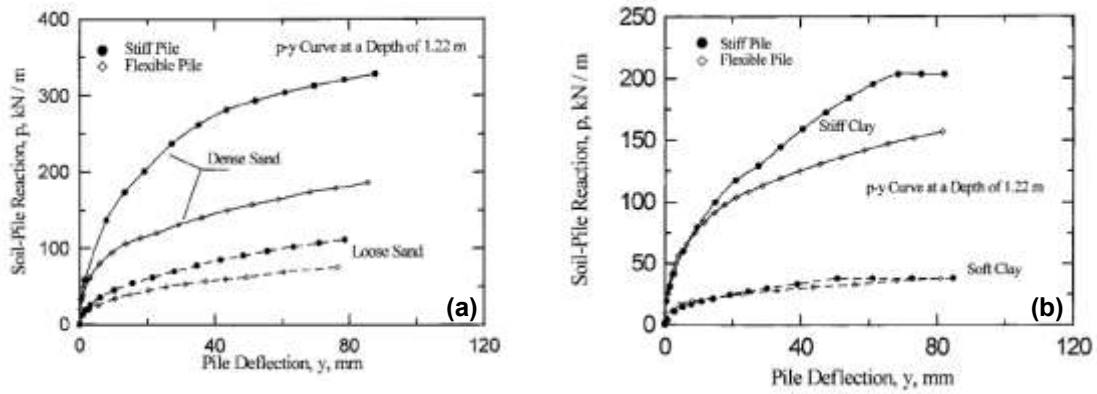 400
300
200
100
0
Soil-Pile Reaction, p, kN / m
Stiff Pile
Flexible Pile
p-y Curve at a Depth of 1.22 m
Dense Sand
Loose Sand
(a)
0 40 80 120
Pile Deflection, y, mm
250
200
150
100
50
0
Soil-Pile Reaction, p, kN / m
Stiff Pile
Flexible Pile
Stiff Clay
p-y Curve at a Depth of 1.22 m
Soft Clay
(b)
0 40 80 120
Pile Deflection, y, mm